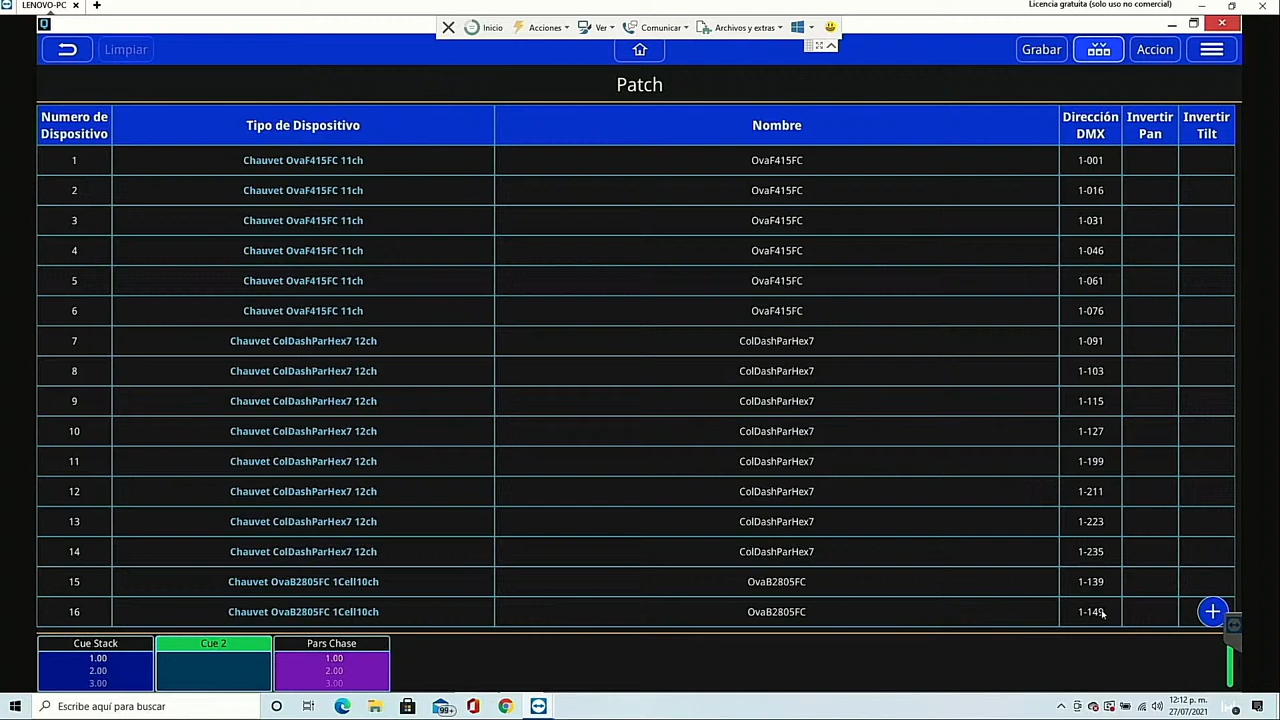 LENOVO-PC
Licencia gratuita (solo uso no comercial)
Inicio Acciones Ver Comunicar Archivos y extras
Limpiar Grabar Accion
Patch
Numero de Dispositivo Tipo de Dispositivo Nombre Dirección DMX Invertir Pan Invertir Tilt
1 Chauvet OvaF415FC 11ch OvaF415FC 1-001
2 Chauvet OvaF415FC 11ch OvaF415FC 1-016
3 Chauvet OvaF415FC 11ch OvaF415FC 1-031
4 Chauvet OvaF415FC 11ch OvaF415FC 1-046
5 Chauvet OvaF415FC 11ch OvaF415FC 1-061
6 Chauvet OvaF415FC 11ch OvaF415FC 1-076
7 Chauvet ColDashParHex7 12ch ColDashParHex7 1-091
8 Chauvet ColDashParHex7 12ch ColDashParHex7 1-103
9 Chauvet ColDashParHex7 12ch ColDashParHex7 1-115
10 Chauvet ColDashParHex7 12ch ColDashParHex7 1-127
11 Chauvet ColDashParHex7 12ch ColDashParHex7 1-199
12 Chauvet ColDashParHex7 12ch ColDashParHex7 1-211
13 Chauvet ColDashParHex7 12ch ColDashParHex7 1-223
14 Chauvet ColDashParHex7 12ch ColDashParHex7 1-235
15 Chauvet OvaB2805FC 1Cell10ch OvaB2805FC 1-139
16 Chauvet OvaB2805FC 1Cell10ch OvaB2805FC 1-149
Cue Stack Cue 2 Pars Chase
1.00 1.00
2.00 2.00
3.00 3.00
Escribe aquí para buscar 99+ 12:12 p. m.
27/07/2021